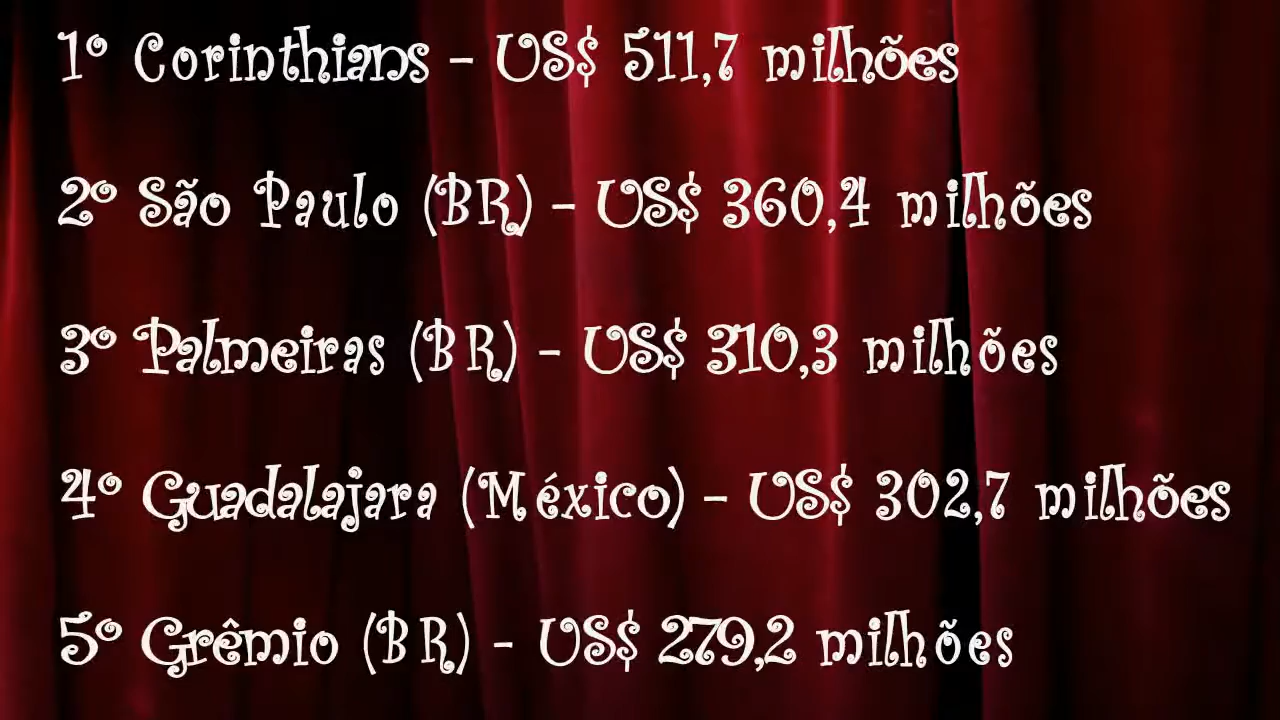 1º Corinthians - US$ 511,7 milhões
2º São Paulo (BR) - US$ 360,4 milhões
3º Palmeiras (BR) - US$ 310,3 milhões
4º Guadalajara (México) - US$ 302,7 milhões
5º Grêmio (BR) - US$ 279,2 milhões